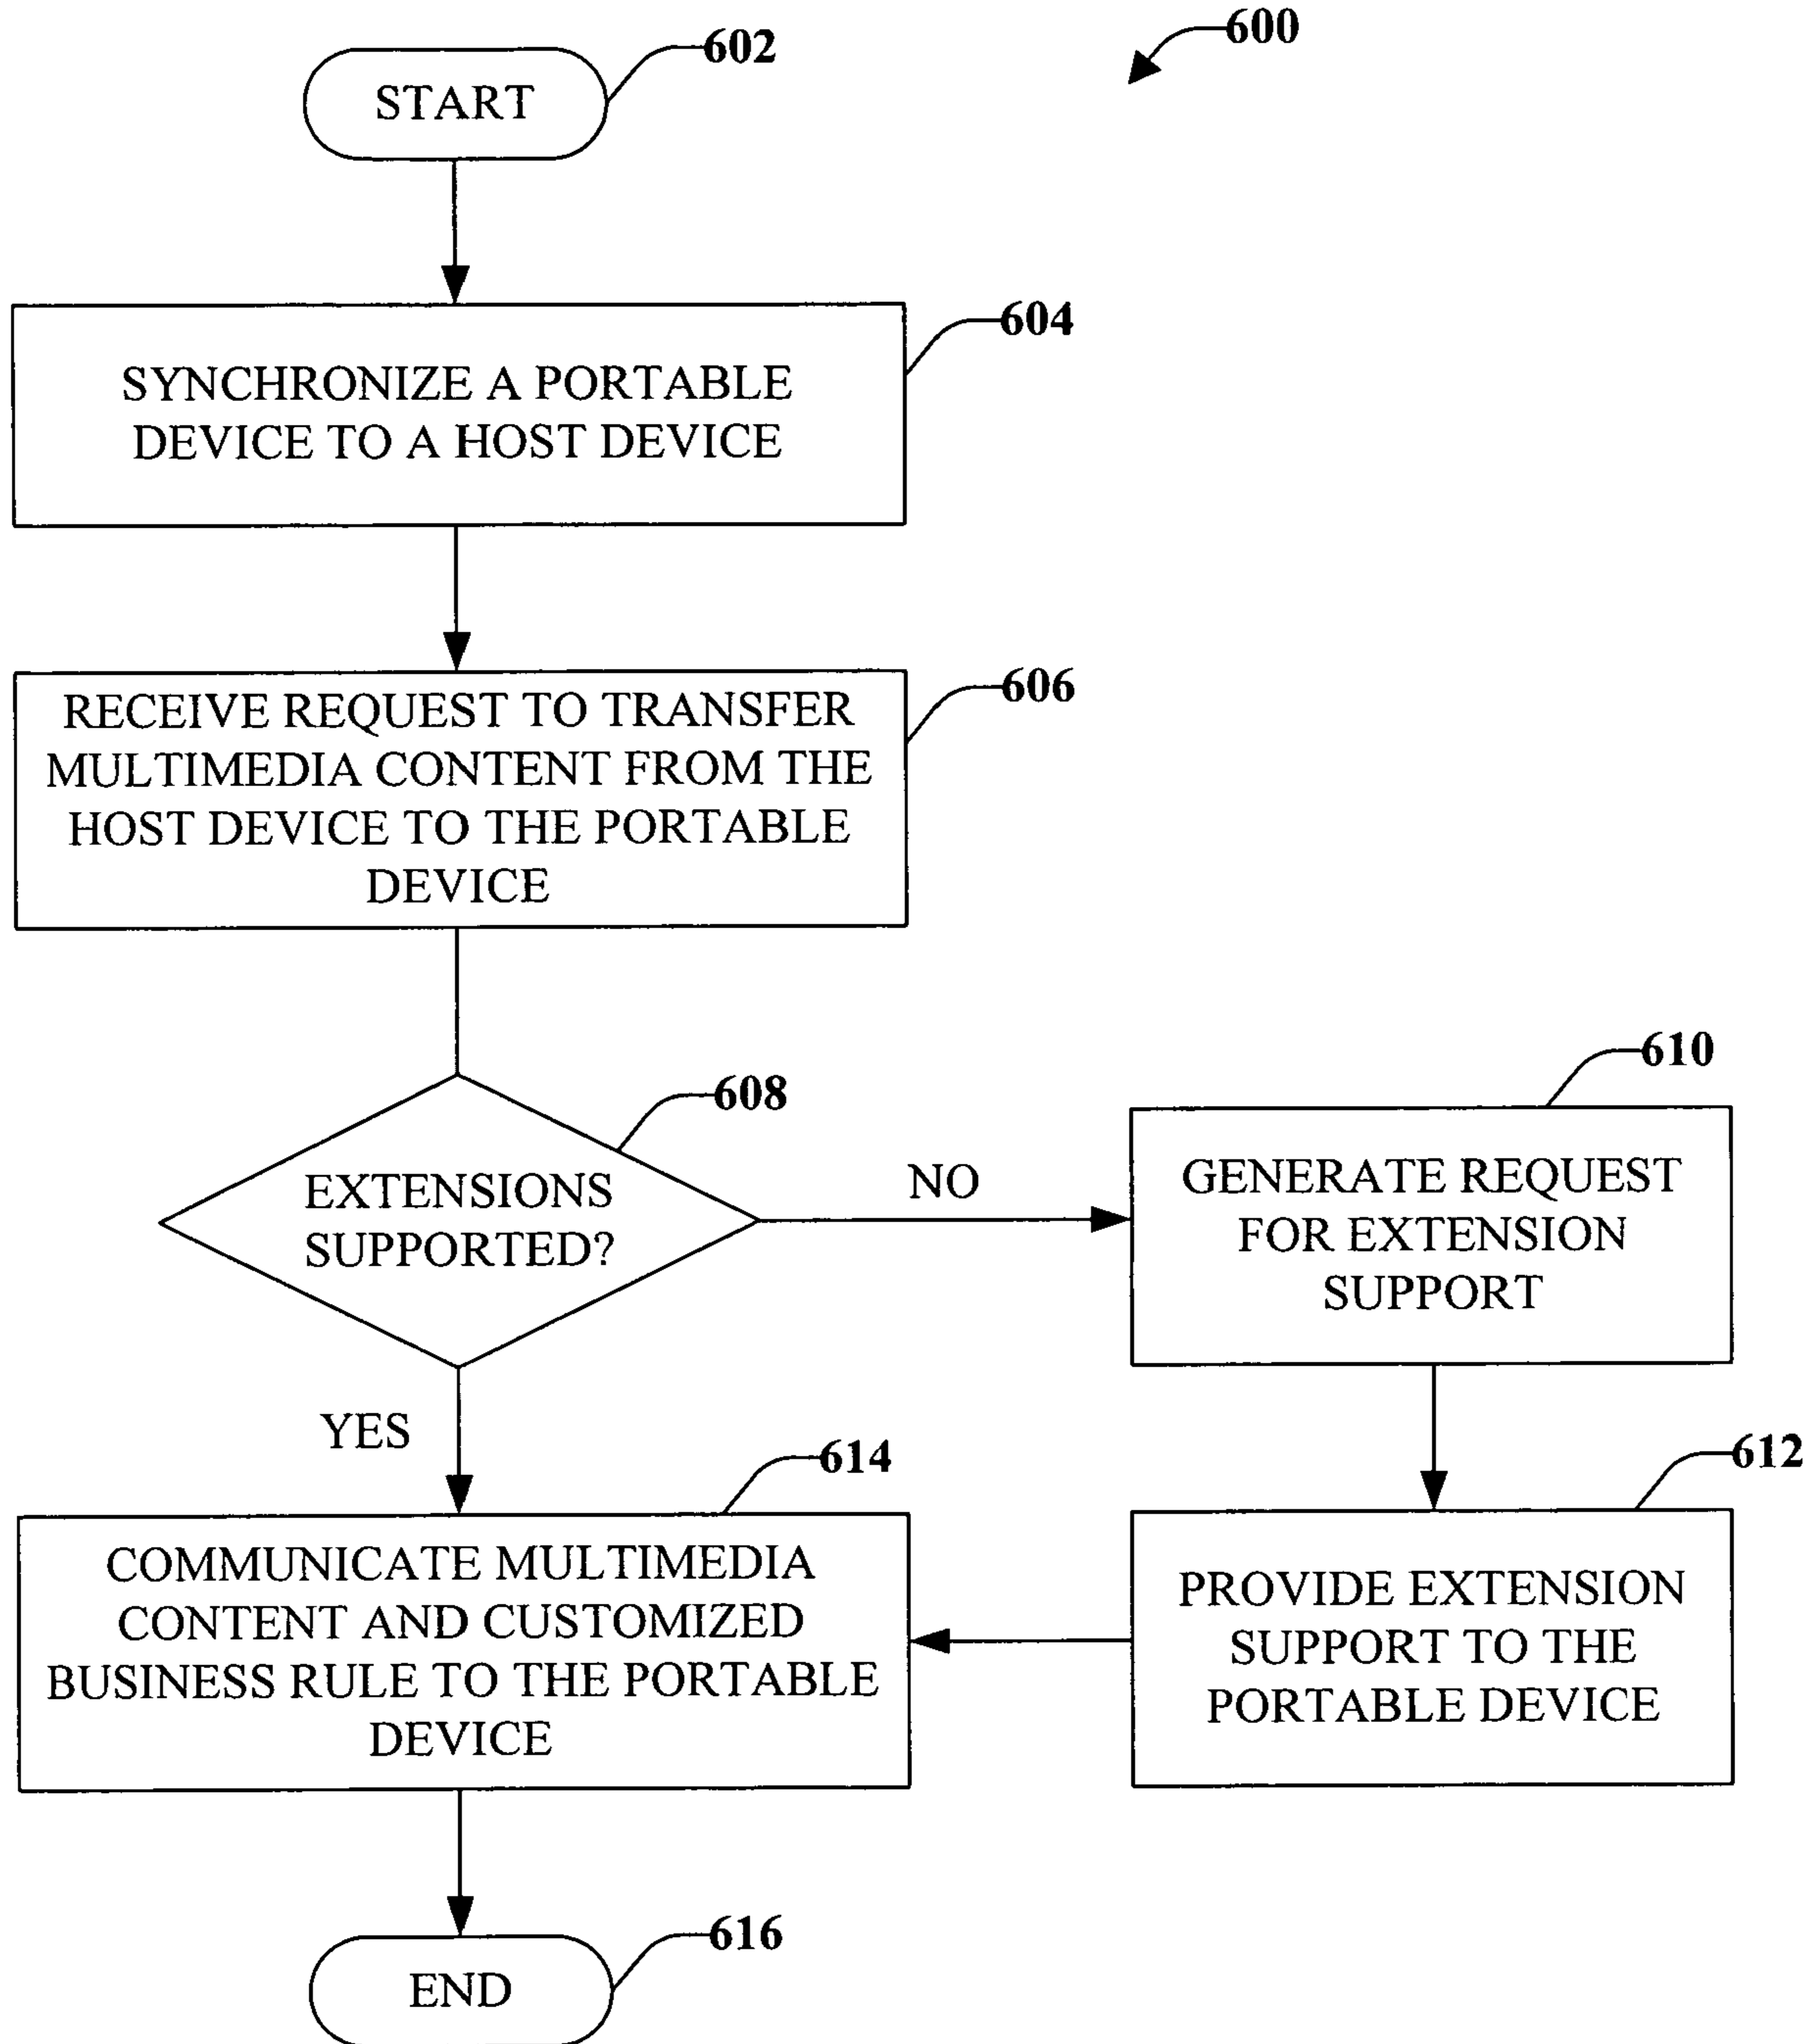 600
602
START
604
SYNCHRONIZE A PORTABLE
DEVICE TO A HOST DEVICE
606
RECEIVE REQUEST TO TRANSFER
MULTIMEDIA CONTENT FROM THE
HOST DEVICE TO THE PORTABLE
DEVICE
608
EXTENSIONS
SUPPORTED?
NO
610
GENERATE REQUEST
FOR EXTENSION
SUPPORT
YES
612
PROVIDE EXTENSION
SUPPORT TO THE
PORTABLE DEVICE
614
COMMUNICATE MULTIMEDIA
CONTENT AND CUSTOMIZED
BUSINESS RULE TO THE PORTABLE
DEVICE
616
END